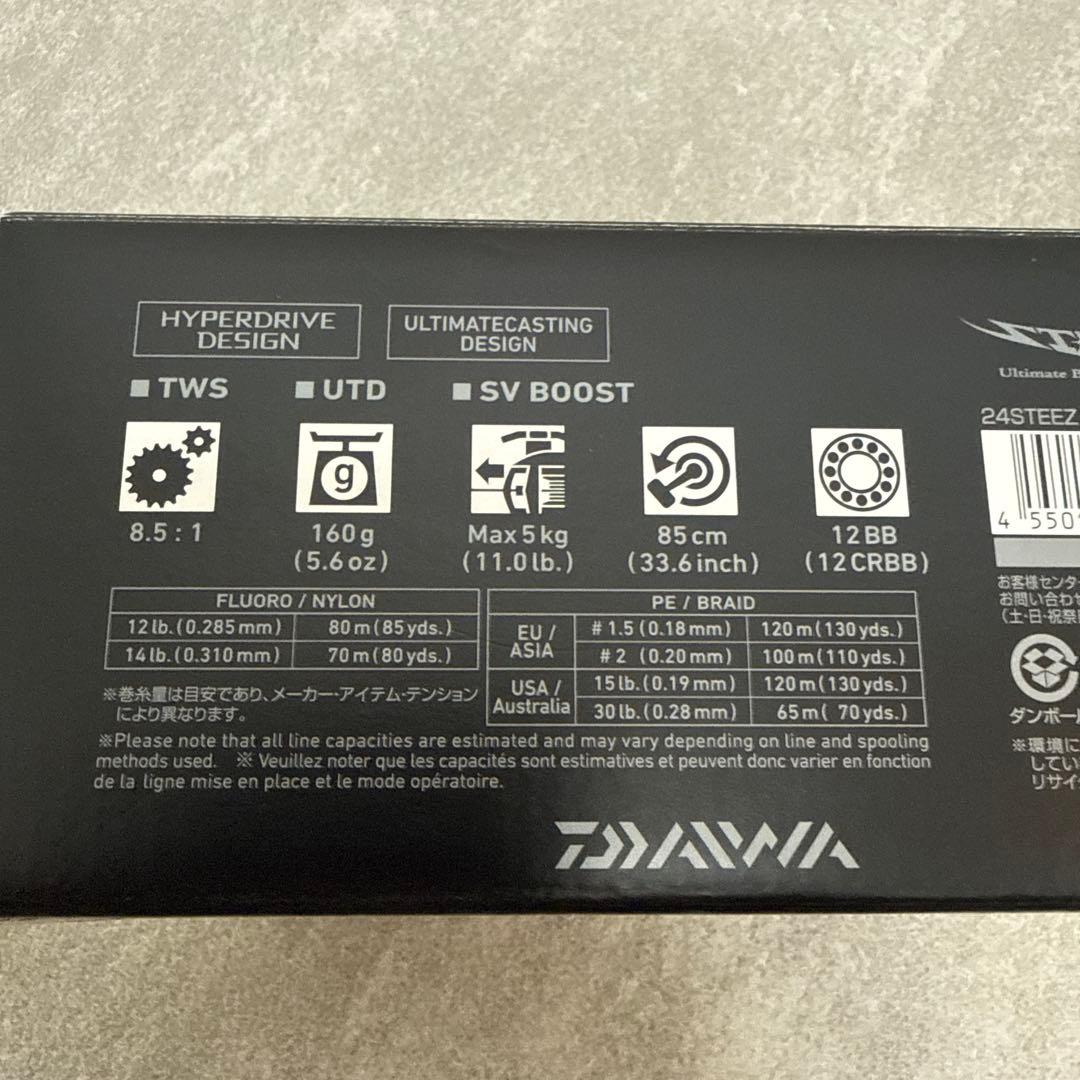 HYPERDRIVE
DESIGN
ULTIMATECASTING
DESIGN
■ TWS
■ UTD
■ SV BOOST
g
8.5 : 1
160g
(5.6oz)
Max 5kg
(11.0lb.)
85cm
(33.6inch)
12BB
(12CRBB)
FLUORO / NYLON
12lb.(0.285mm) 80m(85yds.)
14lb.(0.310mm) 70m(80yds.)
PE / BRAID
EU / ASIA
#1.5(0.18mm) 120m(130yds.)
#2 (0.20mm) 100m(110yds.)
USA / Australia
15lb.(0.19mm) 120m(130yds.)
30lb.(0.28mm) 65m( 70yds.)
※巻糸量は目安であり、メーカー・アイテム・テンション
により異なります。
※Please note that all line capacities are estimated and may vary depending on line and spooling
methods used. ※Veuillez noter que les capacités sont estimatives et peuvent donc varier en fonction
de la ligne mise en place et le mode opératoire.
DAIWA
Ultimate
24STEEZ
4 550
お客様センタ
お問い合わ
(土・日・祝祭
ダンボー
※環境に
してい
リサイ